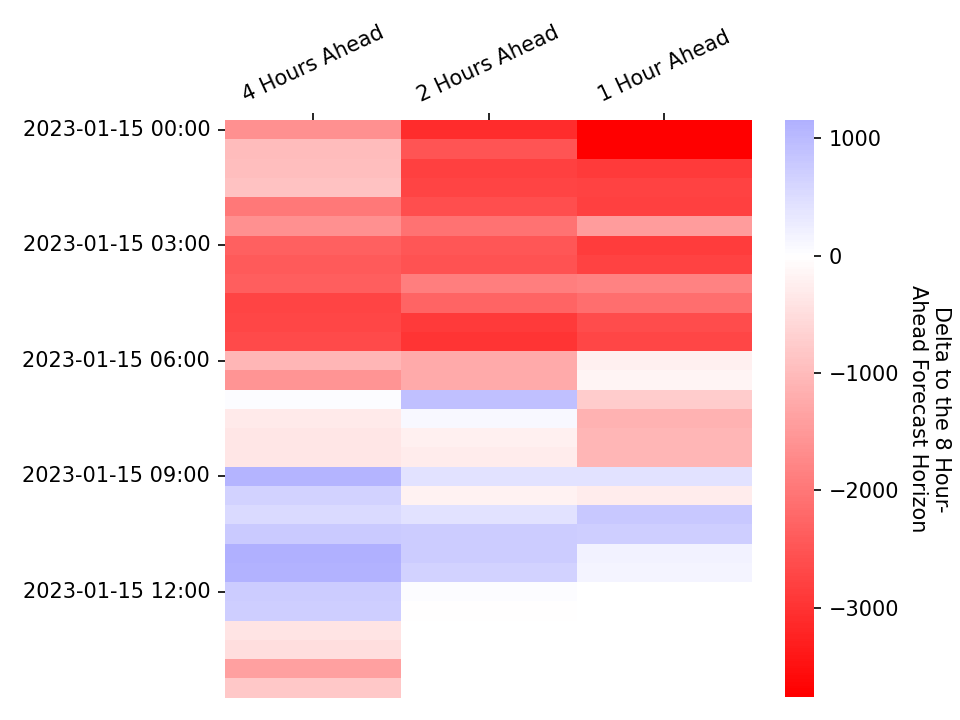 4 Hours Ahead
2 Hours Ahead
1 Hour Ahead
2023-01-15 00:00
2023-01-15 03:00
2023-01-15 06:00
2023-01-15 09:00
2023-01-15 12:00
1000
0
−1000
−2000
−3000
Delta to the 8 Hour-
Ahead Forecast Horizon